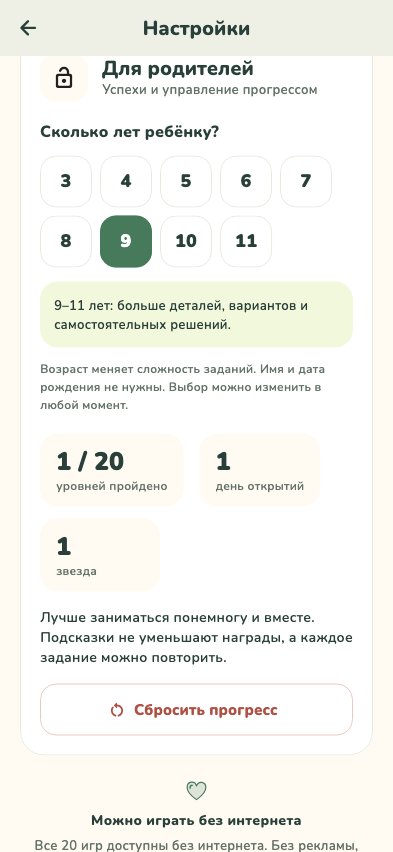 Настройки
Для родителей
Успехи и управление прогрессом
Сколько лет ребёнку?
3 4 5 6 7
8 9 10 11
9–11 лет: больше деталей, вариантов и
самостоятельных решений.
Возраст меняет сложность заданий. Имя и дата
рождения не нужны. Выбор можно изменить в
любой момент.
1 / 20
уровней пройдено
1
день открытий
1
звезда
Лучше заниматься понемногу и вместе.
Подсказки не уменьшают награды, а каждое
задание можно повторить.
Сбросить прогресс
Можно играть без интернета
Все 20 игр доступны без интернета. Без рекламы,